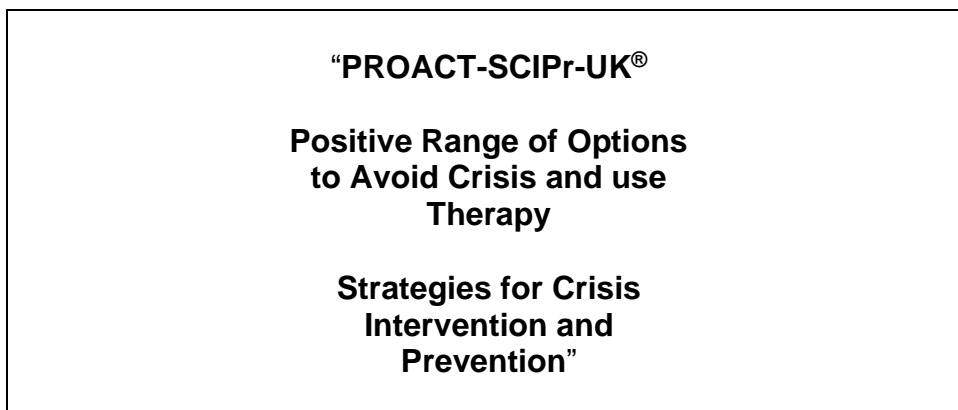 “PROACT-SCIPr-UK®
Positive Range of Options
to Avoid Crisis and use
Therapy
Strategies for Crisis
Intervention and
Prevention”